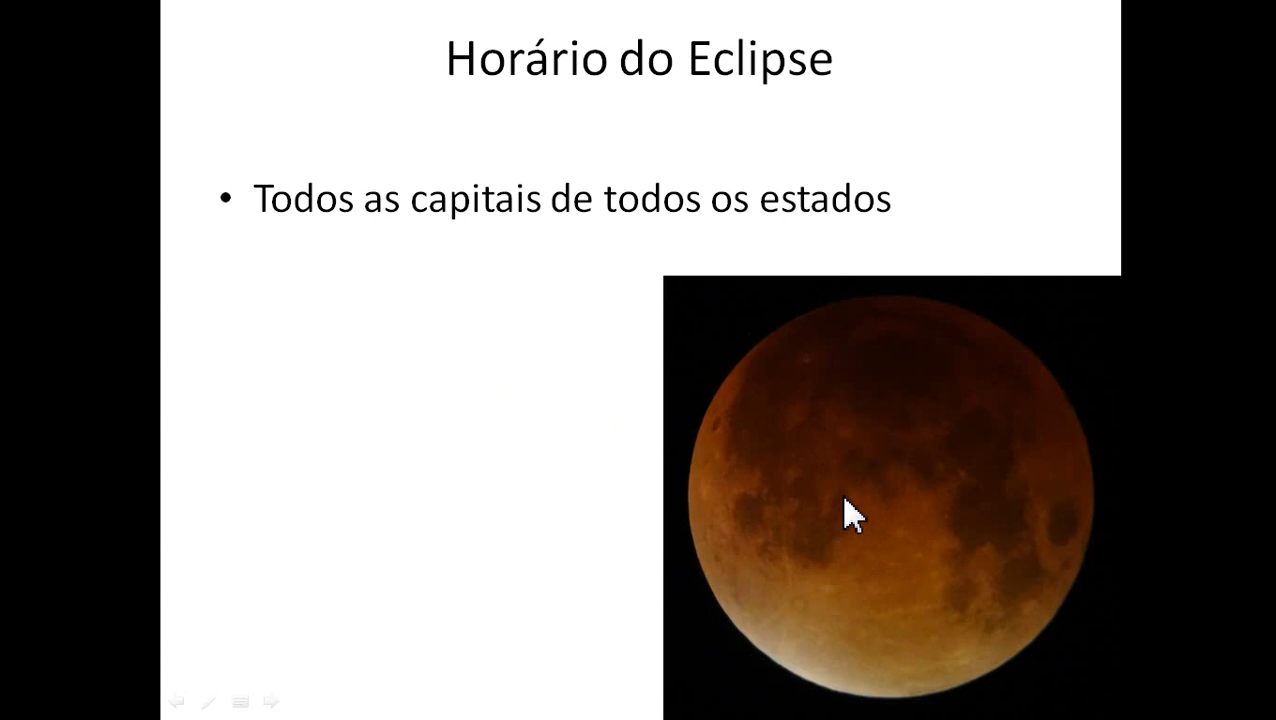 Horário do Eclipse
• Todos as capitais de todos os estados